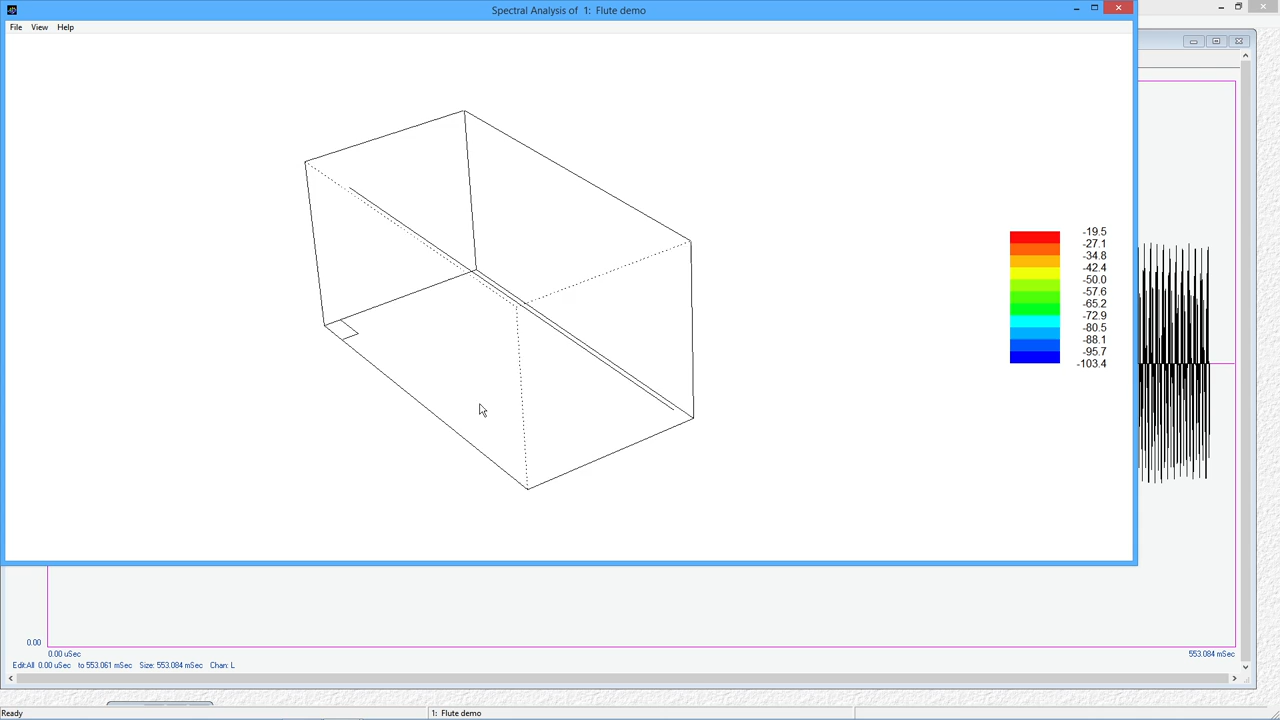 Spectral Analysis of  1:  Flute demo
File View Help
-19.5
-27.1
-34.8
-42.4
-50.0
-57.6
-65.2
-72.9
-80.5
-88.1
-95.7
-103.4
0.00
0.00 uSec 553.084 mSec
Edit:All  0.00 uSec   to 553.061 mSec   Size: 553.084 mSec   Chan: L
Ready 1:  Flute demo